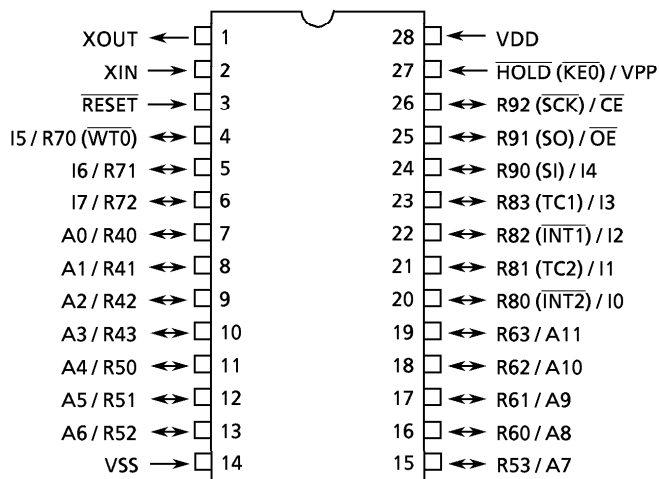 XOUT 1 28 VDD
XIN 2 27 HOLD (KE0) / VPP
RESET 3 26 R92 (SCK) / CE
I5 / R70 (WT0) 4 25 R91 (SO) / OE
I6 / R71 5 24 R90 (SI) / I4
I7 / R72 6 23 R83 (TC1) / I3
A0 / R40 7 22 R82 (INT1) / I2
A1 / R41 8 21 R81 (TC2) / I1
A2 / R42 9 20 R80 (INT2) / I0
A3 / R43 10 19 R63 / A11
A4 / R50 11 18 R62 / A10
A5 / R51 12 17 R61 / A9
A6 / R52 13 16 R60 / A8
VSS 14 15 R53 / A7